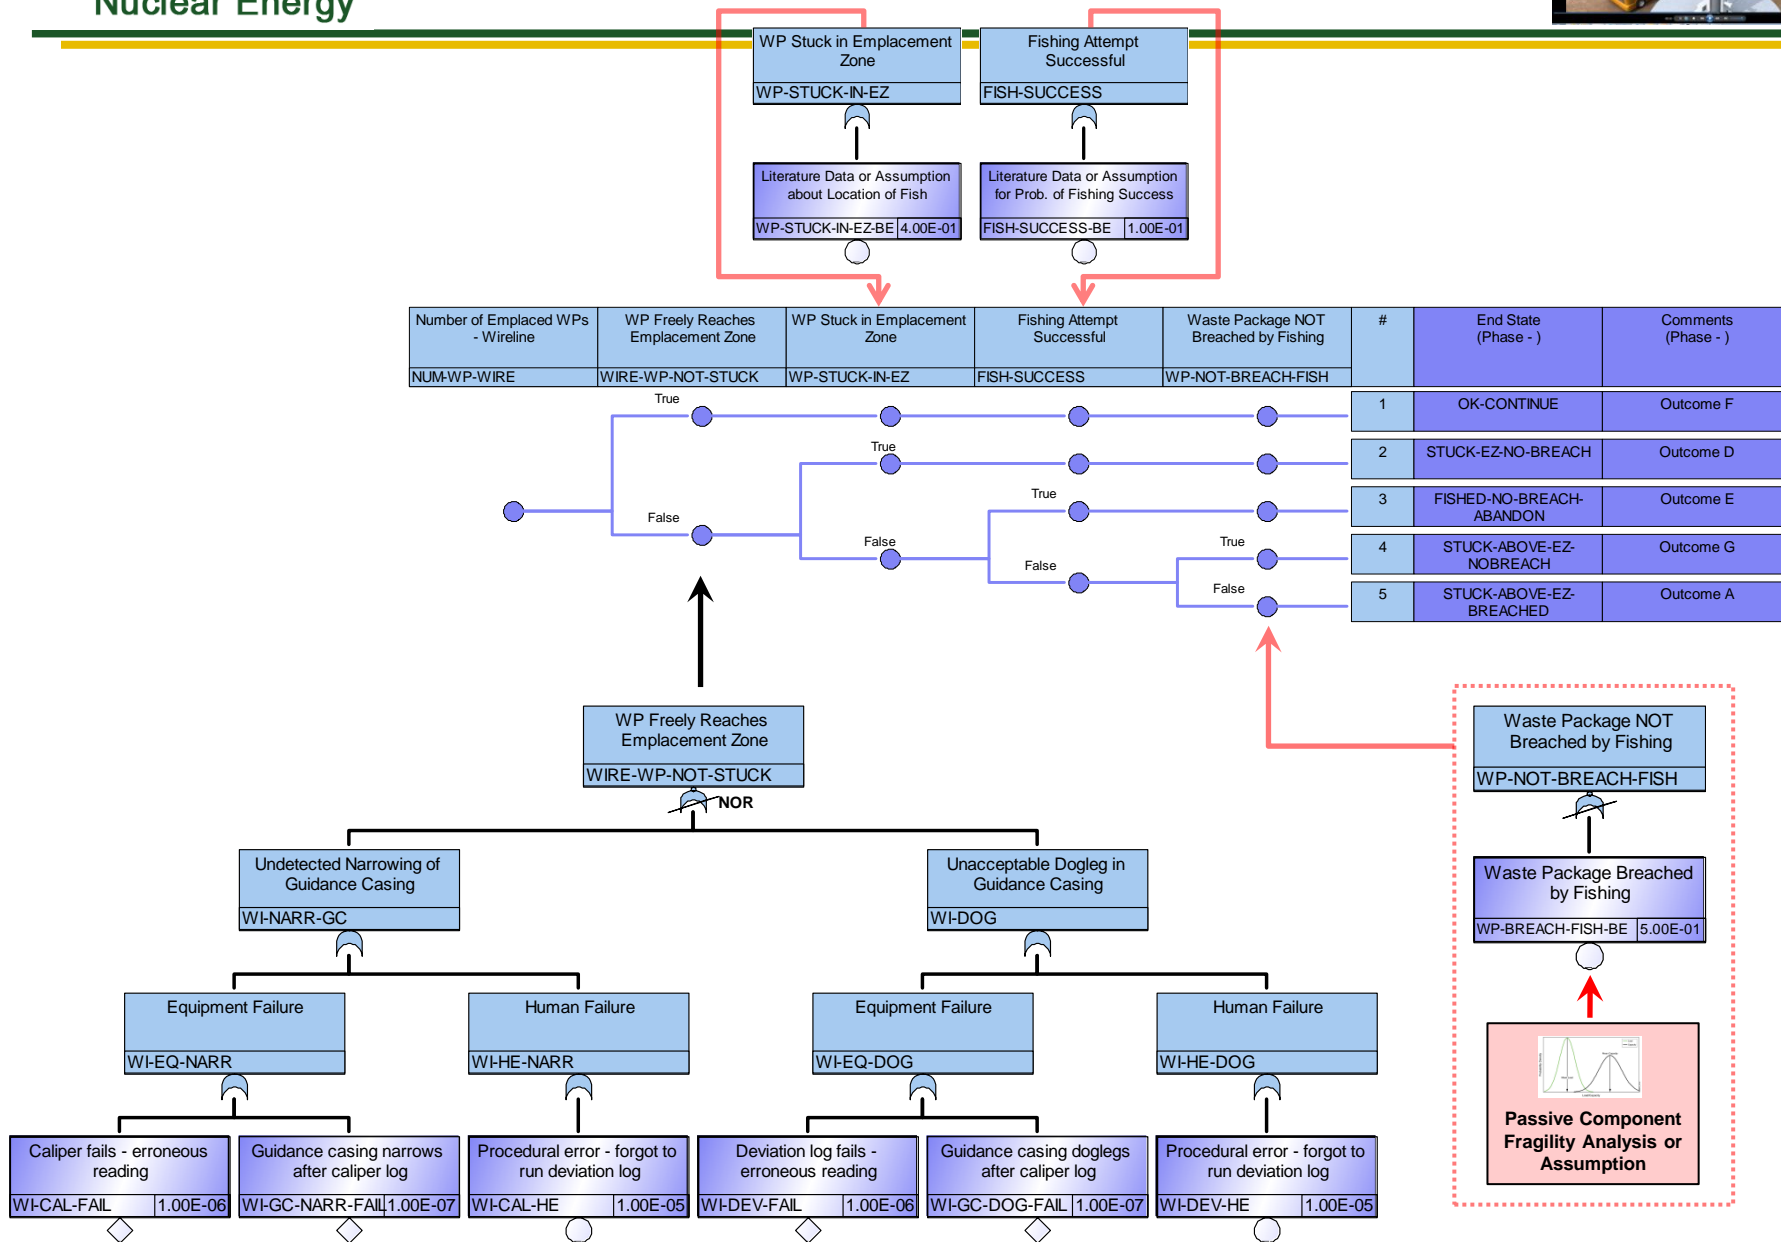 Nuclear Energy
WP Stuck in Emplacement
Zone
WP-STUCK-IN-EZ
Fishing Attempt
Successful
FISH-SUCCESS
Literature Data or Assumption
about Location of Fish
WP-STUCK-IN-EZ-BE 4.00E-01
Literature Data or Assumption
for Prob. of Fishing Success
FISH-SUCCESS-BE 1.00E-01
Number of Emplaced WPs
- Wireline
NUM-WP-WIRE
WP Freely Reaches
Emplacement Zone
WIRE-WP-NOT-STUCK
WP Stuck in Emplacement
Zone
WP-STUCK-IN-EZ
Fishing Attempt
Successful
FISH-SUCCESS
Waste Package NOT
Breached by Fishing
WP-NOT-BREACH-FISH
#
End State
(Phase - )
Comments
(Phase - )
True
1 OK-CONTINUE Outcome F
True
2 STUCK-EZ-NO-BREACH Outcome D
True
3 FISHED-NO-BREACH-
ABANDON
Outcome E
False
False
True
4 STUCK-ABOVE-EZ-
NOBREACH
Outcome G
False
False
5 STUCK-ABOVE-EZ-
BREACHED
Outcome A
WP Freely Reaches
Emplacement Zone
WIRE-WP-NOT-STUCK
NOR
Waste Package NOT
Breached by Fishing
WP-NOT-BREACH-FISH
Undetected Narrowing of
Guidance Casing
WI-NARR-GC
Unacceptable Dogleg in
Guidance Casing
WI-DOG
Waste Package Breached
by Fishing
WP-BREACH-FISH-BE 5.00E-01
Equipment Failure
WI-EQ-NARR
Human Failure
WI-HE-NARR
Equipment Failure
WI-EQ-DOG
Human Failure
WI-HE-DOG
Passive Component
Fragility Analysis or
Assumption
Caliper fails - erroneous
reading
WI-CAL-FAIL 1.00E-06
Guidance casing narrows
after caliper log
WI-GC-NARR-FAIL 1.00E-07
Procedural error - forgot to
run deviation log
WI-CAL-HE 1.00E-05
Deviation log fails -
erroneous reading
WI-DEV-FAIL 1.00E-06
Guidance casing doglegs
after caliper log
WI-GC-DOG-FAIL 1.00E-07
Procedural error - forgot to
run deviation log
WI-DEV-HE 1.00E-05